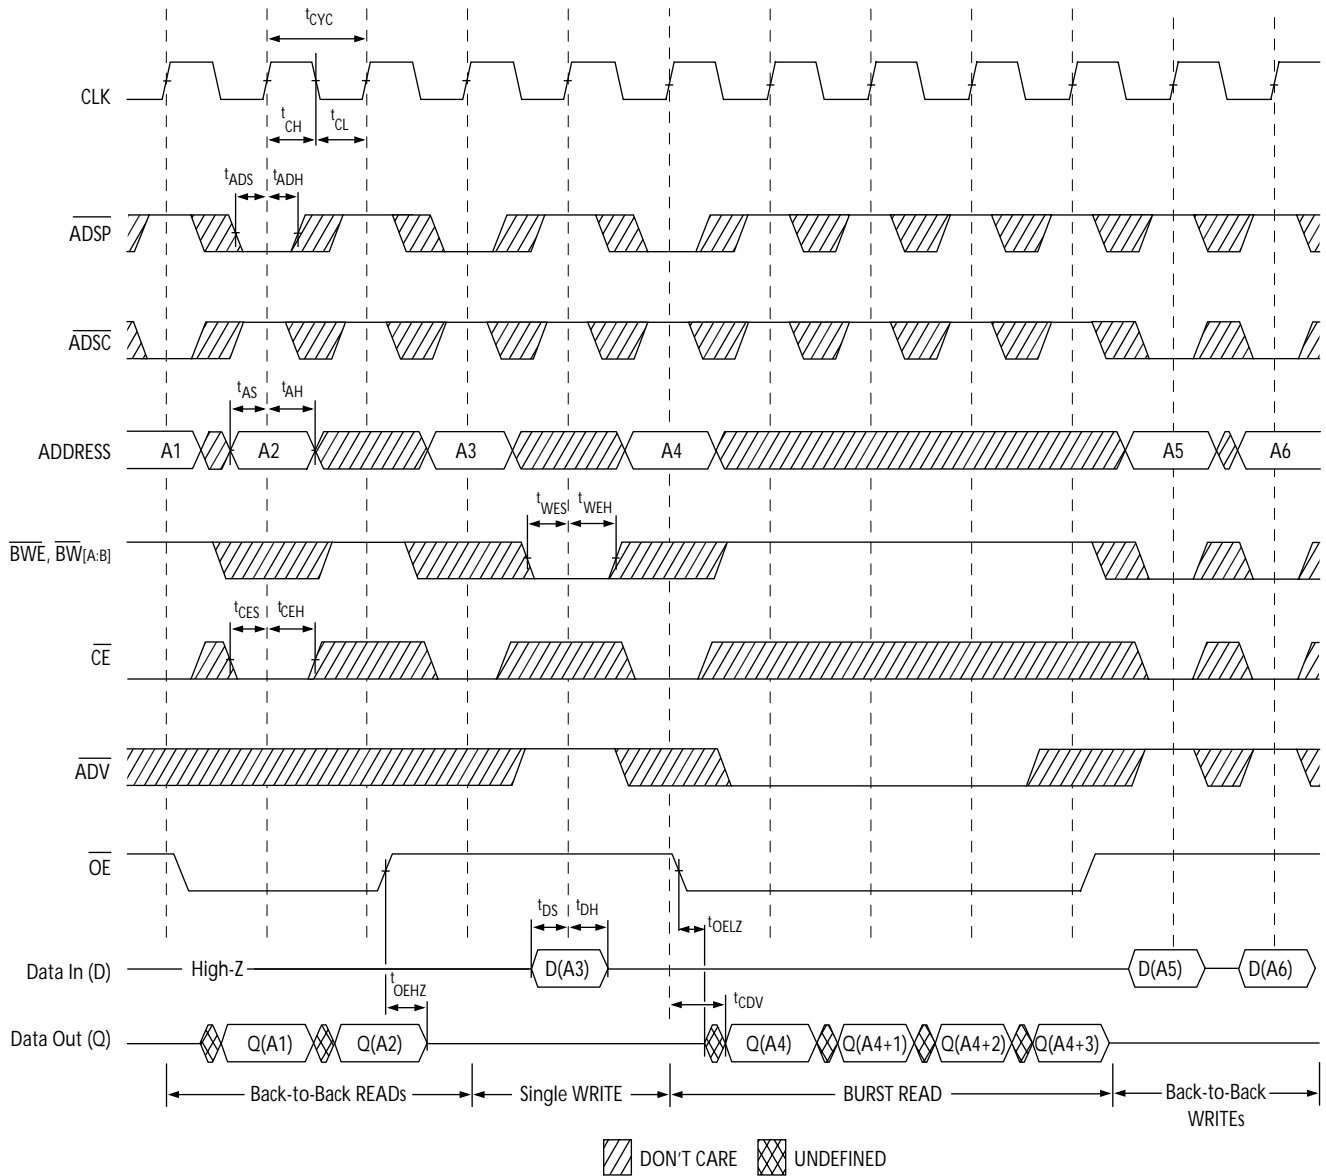 tCYC
CLK
tCH
tCL
tADS
tADH
ADSP
ADSC
tAS
tAH
ADDRESS
A1
A2
A3
A4
A5
A6
tWES
tWEH
BWE, BW[A:B]
tCES
tCEH
CE
ADV
OE
tDS
tDH
tOELZ
Data In (D)
High-Z
D(A3)
D(A5)
D(A6)
tOEHZ
tCDV
Data Out (Q)
Q(A1)
Q(A2)
Q(A4)
Q(A4+1)
Q(A4+2)
Q(A4+3)
Back-to-Back READs
Single WRITE
BURST READ
Back-to-Back
WRITEs
DON'T CARE
UNDEFINED